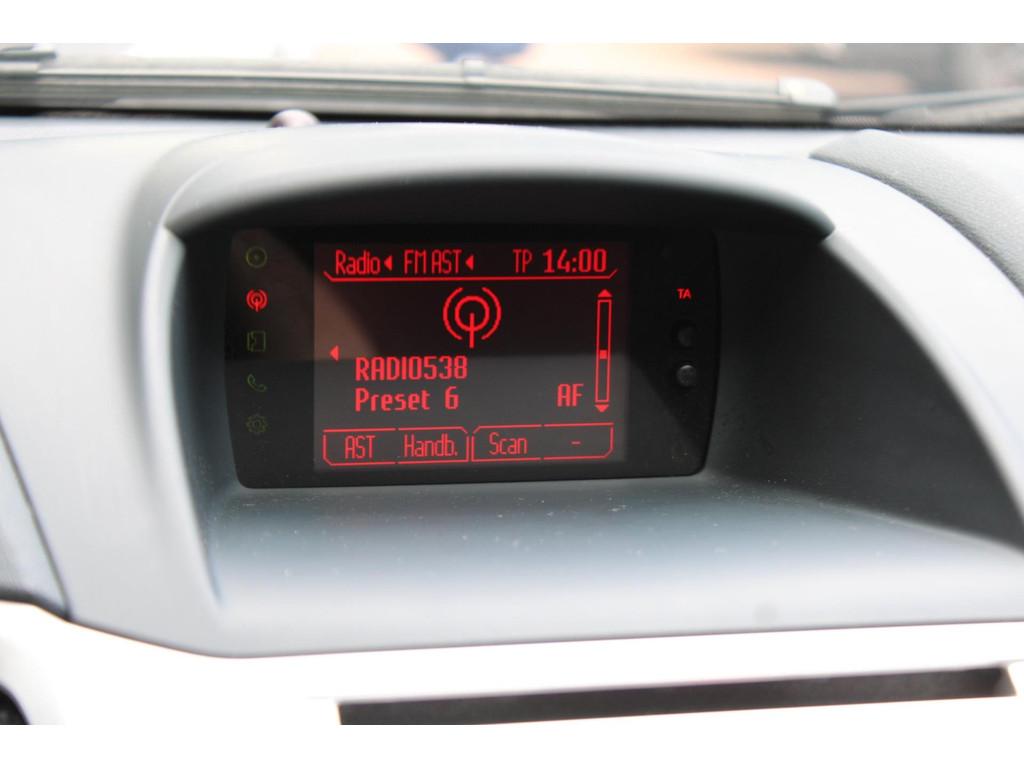 Radio FM AST TP 14:00
TA
RADIO538
Preset 6 AF
AST Handb. Scan -